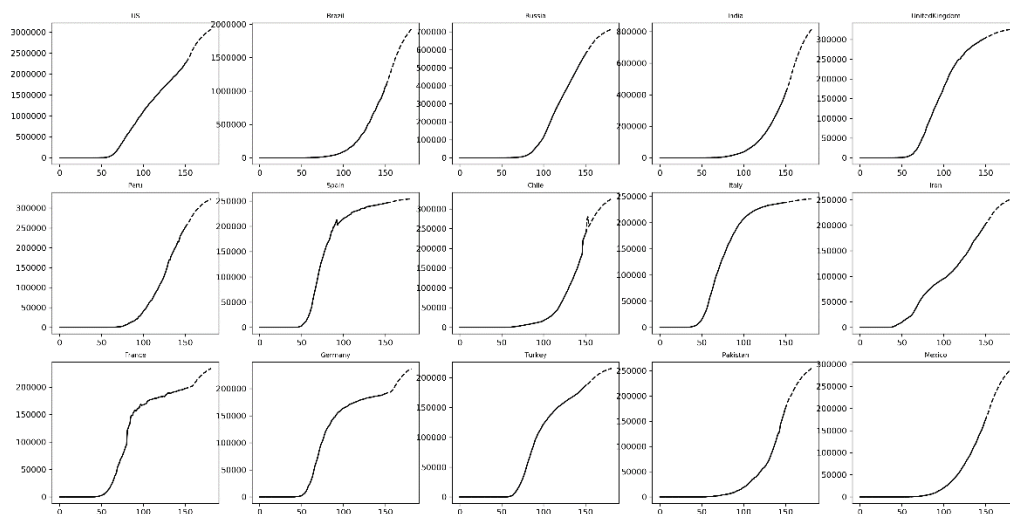 US Brazil Russia India UnitedKingdom
3000000 2500000 2000000 1500000 1000000 500000 0
2000000 1500000 1000000 500000 0
700000 600000 500000 400000 300000 200000 100000 0
800000 600000 400000 200000 0
300000 250000 200000 150000 100000 50000 0
0 50 100 150 0 50 100 150 0 50 100 150 0 50 100 150 0 50 100 150
Peru Spain Chile Italy Iran
300000 250000 200000 150000 100000 50000 0
250000 200000 150000 100000 50000 0
300000 250000 200000 150000 100000 50000 0
250000 200000 150000 100000 50000 0
250000 200000 150000 100000 50000 0
0 50 100 150 0 50 100 150 0 50 100 150 0 50 100 150 0 50 100 150
France Germany Turkey Pakistan Mexico
200000 150000 100000 50000 0
200000 150000 100000 50000 0
200000 150000 100000 50000 0
250000 200000 150000 100000 50000 0
300000 250000 200000 150000 100000 50000 0
0 50 100 150 0 50 100 150 0 50 100 150 0 50 100 150 0 50 100 150